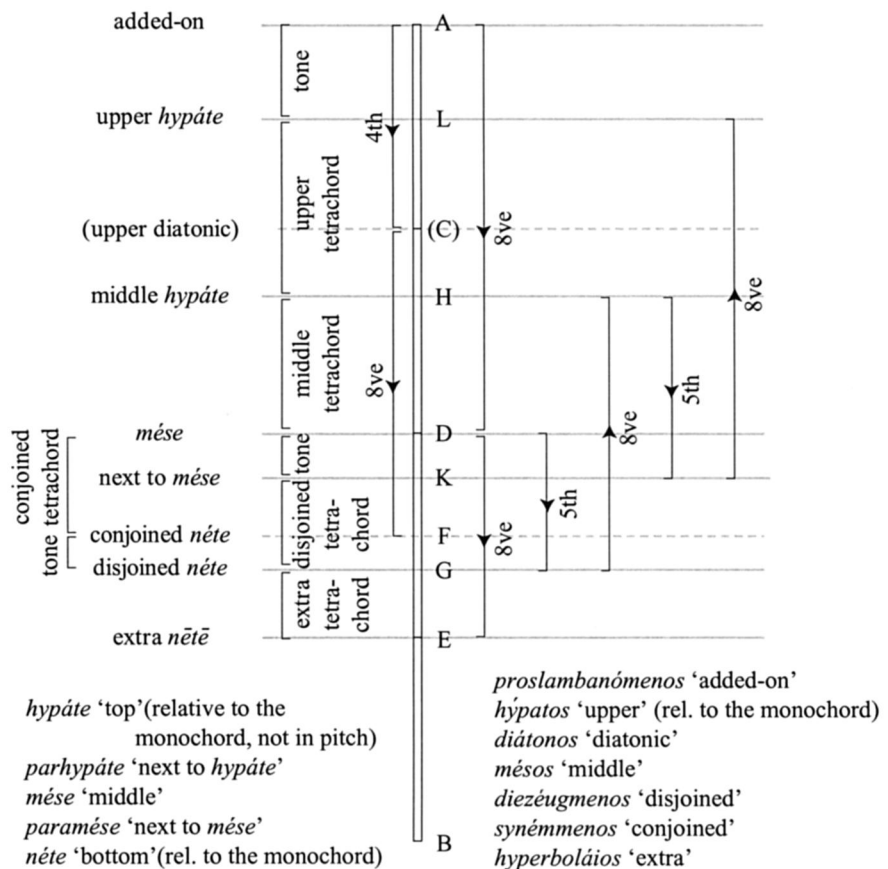 added-on
A
tone
upper hypáte
L
4th
upper
tetrachord
(upper diatonic)
(C)
8ve
middle hypáte
H
8ve
middle
tetrachord
8ve
5th
8ve
mése
D
conjoined
tetrachord
tone
next to mése
K
disjoined
tetra-
chord
5th
conjoined néte
F
8ve
tone
disjoined néte
G
extra
tetra-
chord
extra nētē
E
hypáte ‘top’(relative to the
monochord, not in pitch)
parhypáte ‘next to hypáte’
mése ‘middle’
paramése ‘next to mése’
néte ‘bottom’(rel. to the monochord)
B
proslambanómenos ‘added-on’
hýpatos ‘upper’ (rel. to the monochord)
diátonos ‘diatonic’
mésos ‘middle’
diezéugmenos ‘disjoined’
synémmenos ‘conjoined’
hyperboláios ‘extra’